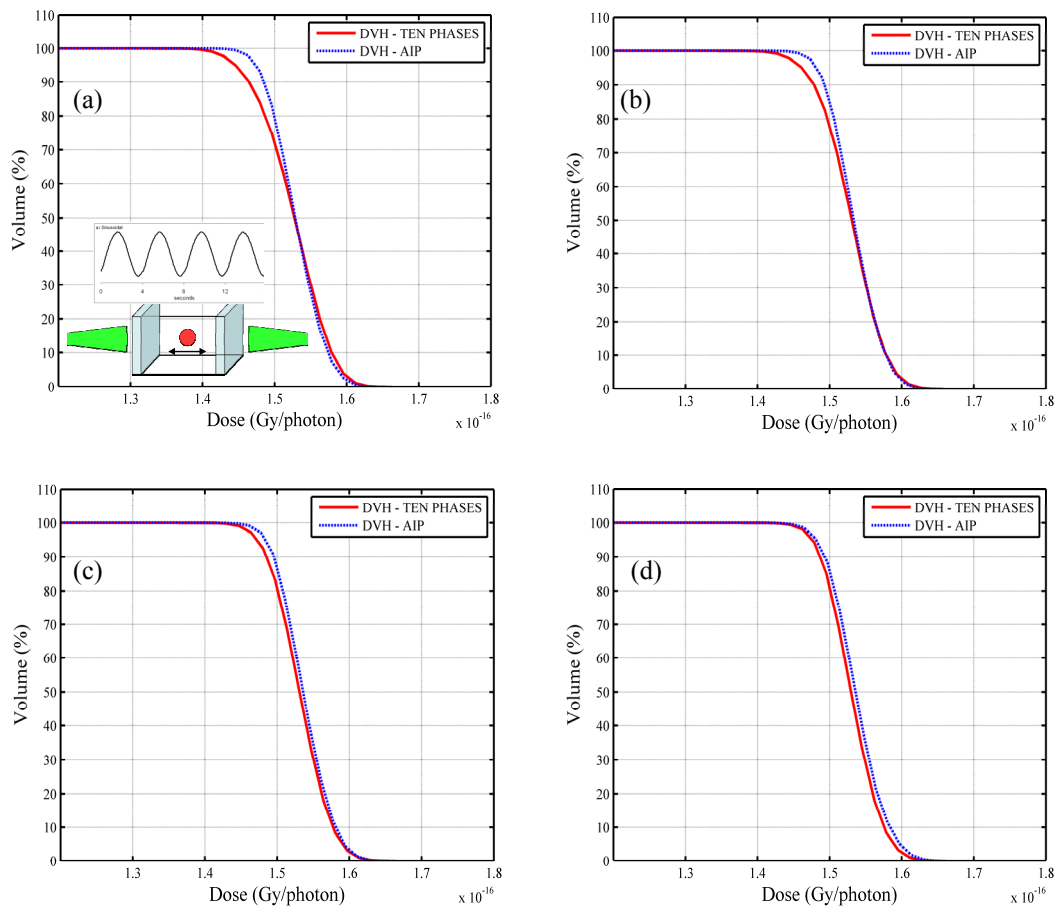 110
100
90
80
70
60
50
40
30
20
10
0
Volume (%)
(a)
DVH - TEN PHASES
DVH - AIP
a: Sinusoidal
0 4 8 12
seconds
1.3 1.4 1.5 1.6 1.7 1.8
Dose (Gy/photon)
x 10-16
110
100
90
80
70
60
50
40
30
20
10
0
Volume (%)
(b)
DVH - TEN PHASES
DVH - AIP
1.3 1.4 1.5 1.6 1.7 1.8
Dose (Gy/photon)
x 10-16
110
100
90
80
70
60
50
40
30
20
10
0
Volume (%)
(c)
DVH - TEN PHASES
DVH - AIP
1.3 1.4 1.5 1.6 1.7 1.8
Dose (Gy/photon)
x 10-16
110
100
90
80
70
60
50
40
30
20
10
0
Volume (%)
(d)
DVH - TEN PHASES
DVH - AIP
1.3 1.4 1.5 1.6 1.7 1.8
Dose (Gy/photon)
x 10-16